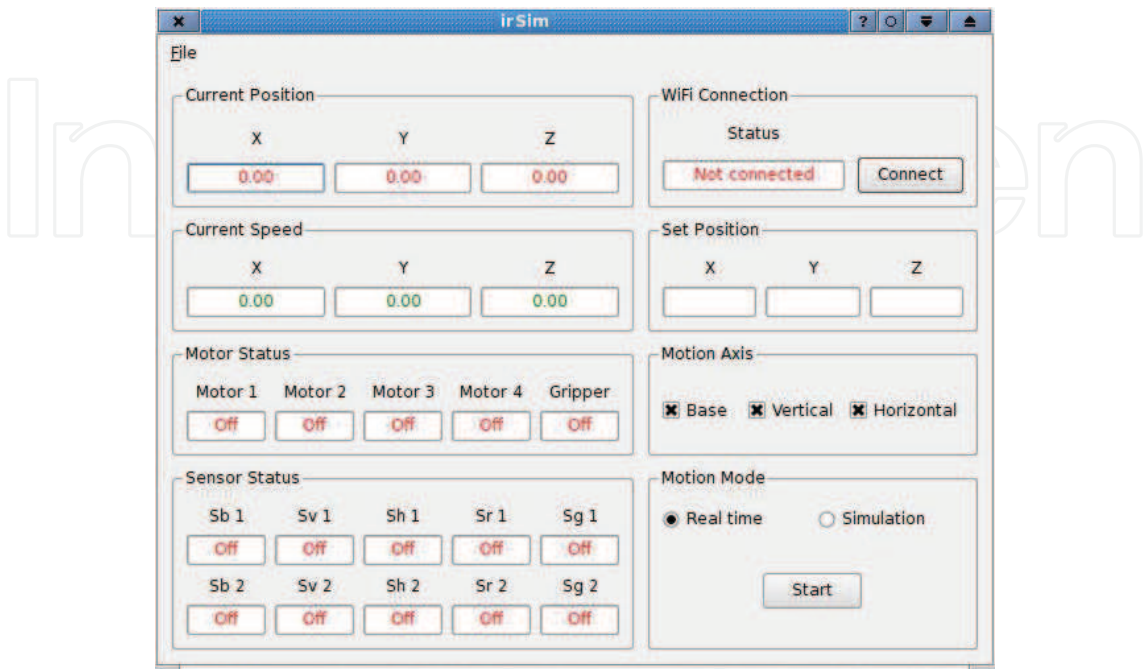 irSim
?
File
Current Position
X Y Z
0.00 0.00 0.00
WiFi Connection
Status
Not connected Connect
Current Speed
X Y Z
0.00 0.00 0.00
Set Position
X Y Z
Motor Status
Motor 1 Motor 2 Motor 3 Motor 4 Gripper
Off Off Off Off Off
Motion Axis
Base Vertical Horizontal
Sensor Status
Sb 1 Sv 1 Sh 1 Sr 1 Sg 1
Off Off Off Off Off
Sb 2 Sv 2 Sh 2 Sr 2 Sg 2
Off Off Off Off Off
Motion Mode
Real time Simulation
Start